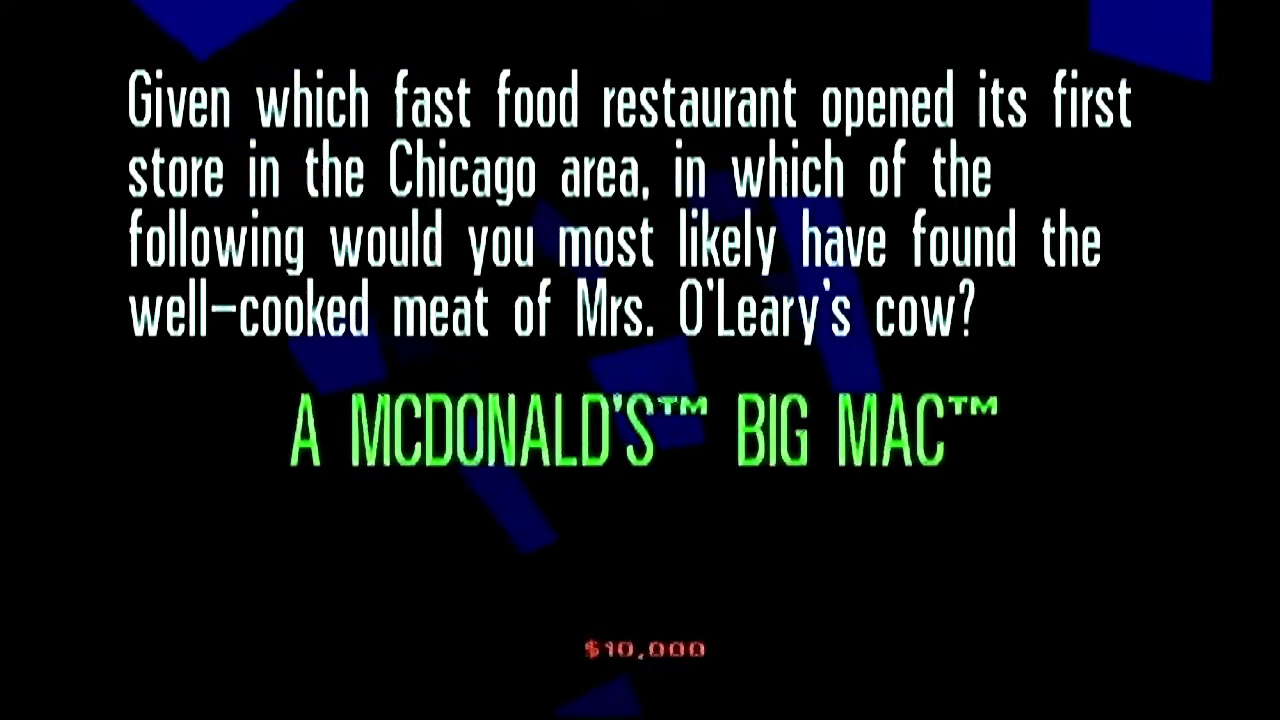 Given which fast food restaurant opened its first
store in the Chicago area, in which of the
following would you most likely have found the
well-cooked meat of Mrs. O'Leary's cow?
A MCDONALD'S™ BIG MAC™
$10,000